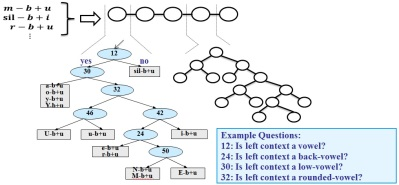 m − b + u
sil − b + i
r − b + u
⋮
12
yes
no
30
sil-b+u
a-b+u
o-b+u
y-b+u
Y-b+u
32
46
42
U-b+u
u-b+u
24
i-b+u
e-b+u
r-b+u
50
N-b+u
M-b+u
E-b+u
Example Questions:
12: Is left context a vowel?
24: Is left context a back-vowel?
30: Is left context a low-vowel?
32: Is left context a rounded-vowel?